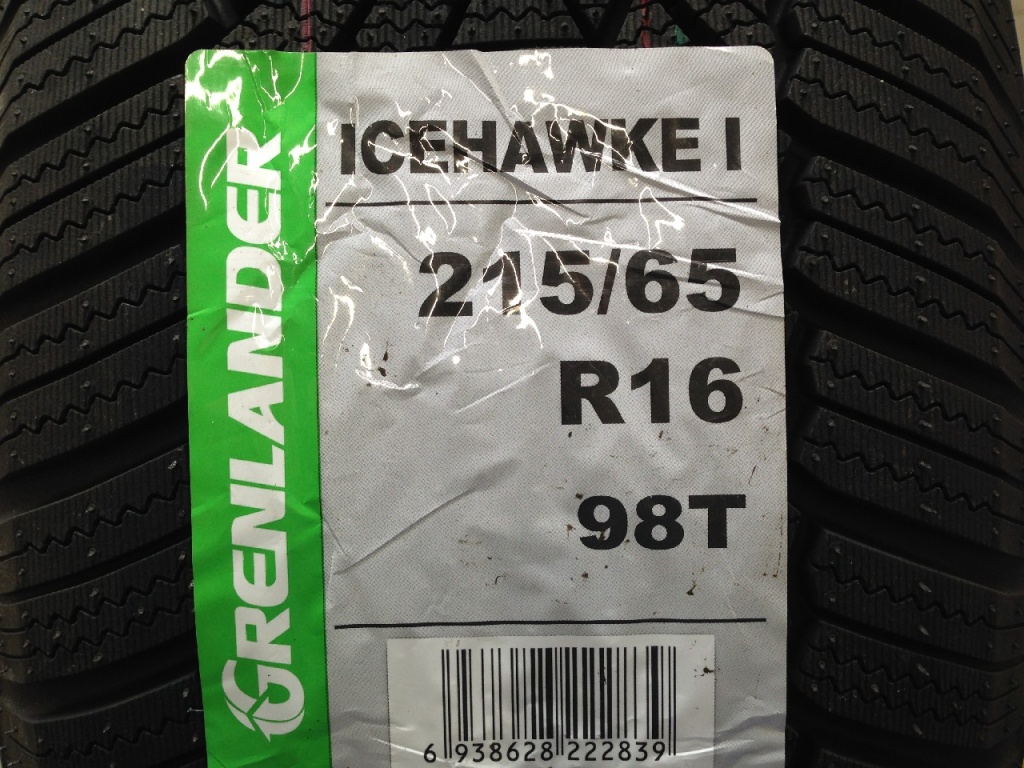 GRENLANDER
ICEHAWKE I
215/65
R16
98T
6 938628 222839